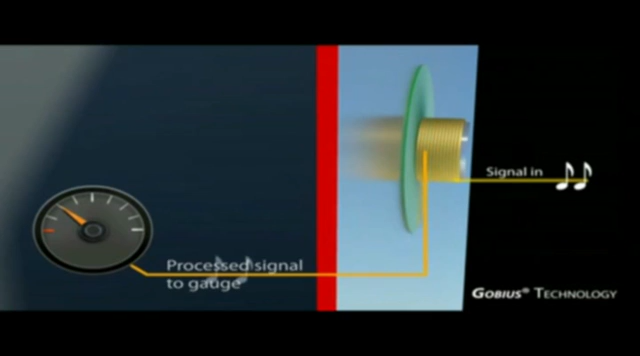 Signal in
Processed signal
to gauge
GOBIUS® TECHNOLOGY